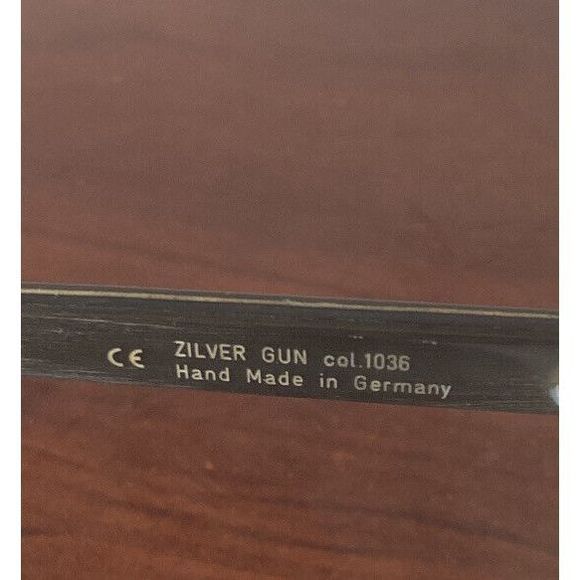 CE ZILVER GUN col.1036
Hand Made in Germany